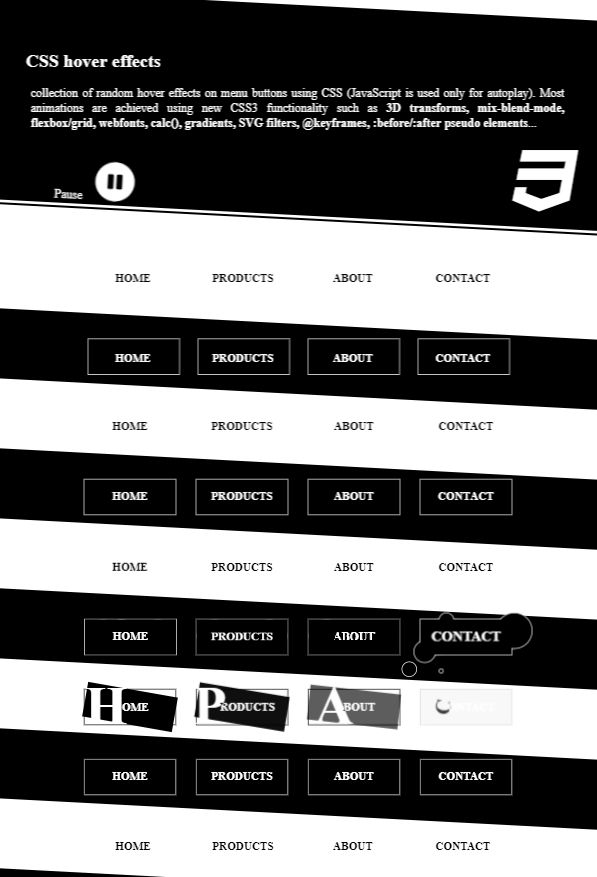 CSS hover effects
collection of random hover effects on menu buttons using CSS (JavaScript is used only for autoplay). Most
animations are achieved using new CSS3 functionality such as 3D transforms, mix-blend-mode,
flexbox/grid, webfonts, calc(), gradients, SVG filters, @keyframes, :before/:after pseudo elements...
Pause
HOME PRODUCTS ABOUT CONTACT
HOME PRODUCTS ABOUT CONTACT
HOME PRODUCTS ABOUT CONTACT
HOME PRODUCTS ABOUT CONTACT
HOME PRODUCTS ABOUT CONTACT
HOME PRODUCTS ABOUT CONTACT
HOME PRODUCTS ABOUT CONTACT
HOME PRODUCTS ABOUT CONTACT
HOME PRODUCTS ABOUT CONTACT